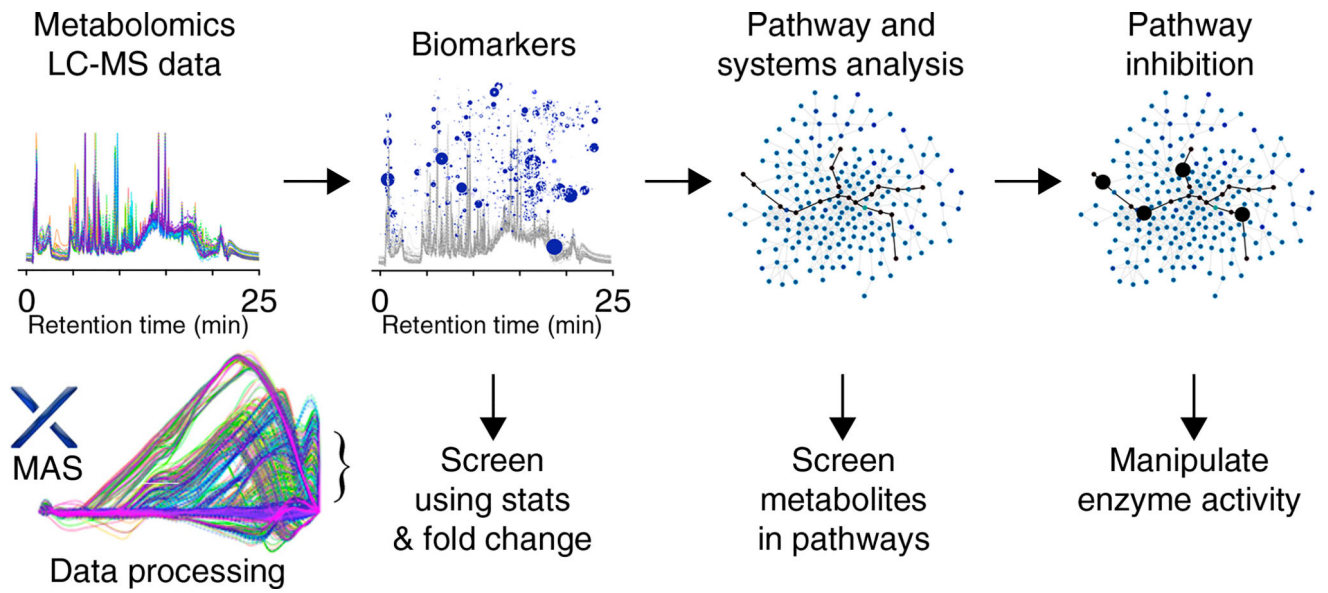 Metabolomics
LC-MS data
Biomarkers
Pathway and
systems analysis
Pathway
inhibition
0
25
Retention time (min)
0
25
Retention time (min)
X
MAS
Data processing
Screen
using stats
& fold change
Screen
metabolites
in pathways
Manipulate
enzyme activity